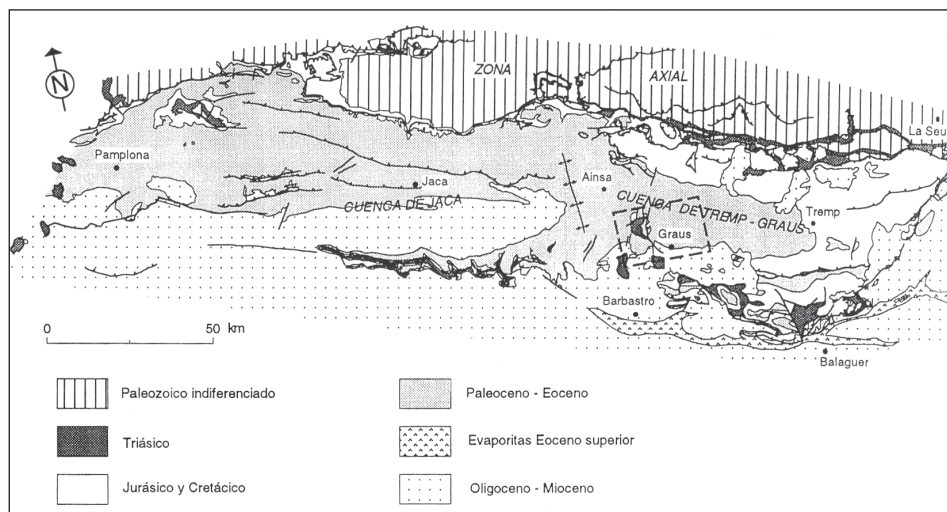 N
ZONA
AXIAL
La Seu
Pamplona
Jaca
Ainsa
CUENCA DE JACA
CUENCA DE TREMP - GRAUS
Tremp
Graus
Barbastro
Balaguer
0 50 km
Paleozoico indiferenciado
Triásico
Jurásico y Cretácico
Paleoceno - Eoceno
Evaporitas Eoceno superior
Oligoceno - Mioceno